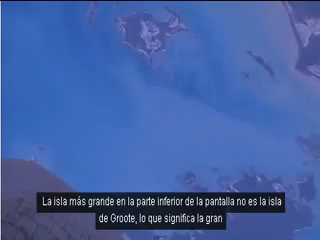 La isla más grande en la parte inferior de la pantalla no es la isla
de Groote, lo que significa la gran